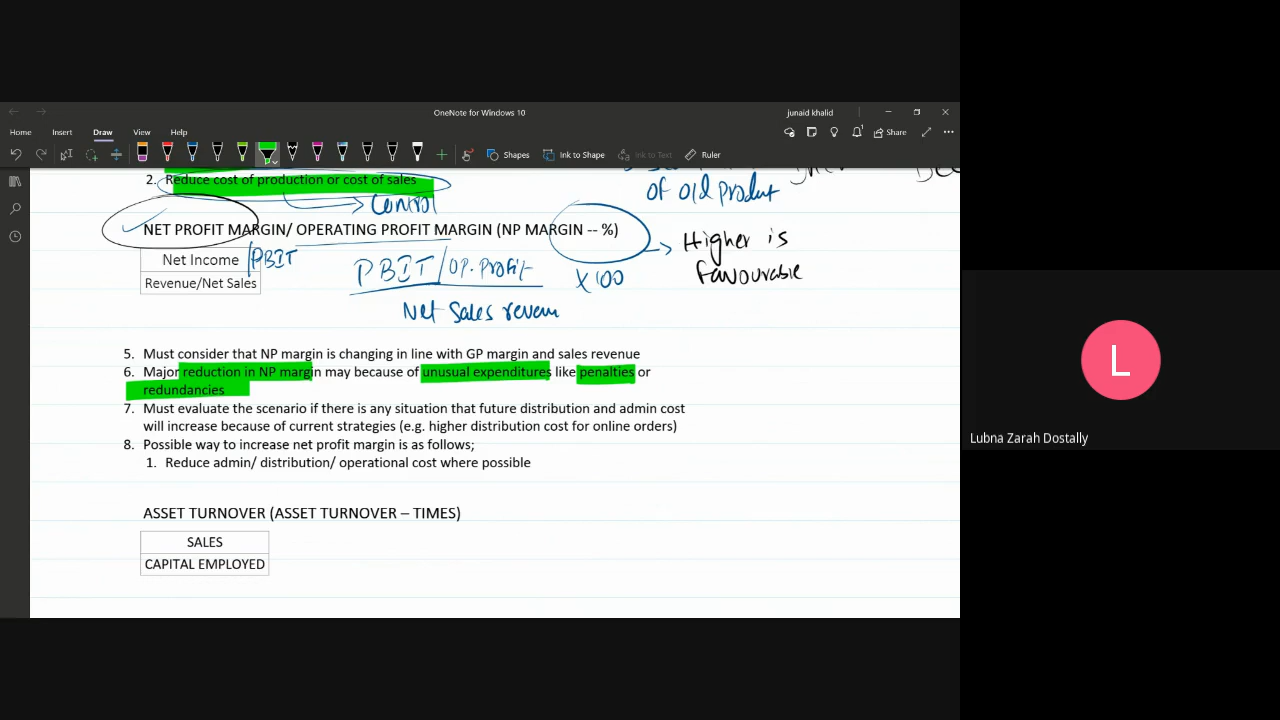 OneNote for Windows 10
junaid khalid
Home Insert Draw View Help
Share
Shapes Ink to Shape Ink to Text Ruler
2. Reduce cost of production or cost of sales
Control
of old product
NET PROFIT MARGIN/ OPERATING PROFIT MARGIN (NP MARGIN -- %)
Higher is
favourable
Net Income /PBIT
Revenue/Net Sales
PBIT/OP. Profit
X100
Net Sales reven
5. Must consider that NP margin is changing in line with GP margin and sales revenue
6. Major reduction in NP margin may because of unusual expenditures like penalties or
redundancies
7. Must evaluate the scenario if there is any situation that future distribution and admin cost
will increase because of current strategies (e.g. higher distribution cost for online orders)
8. Possible way to increase net profit margin is as follows;
1. Reduce admin/ distribution/ operational cost where possible
ASSET TURNOVER (ASSET TURNOVER – TIMES)
SALES
CAPITAL EMPLOYED
L
Lubna Zarah Dostally